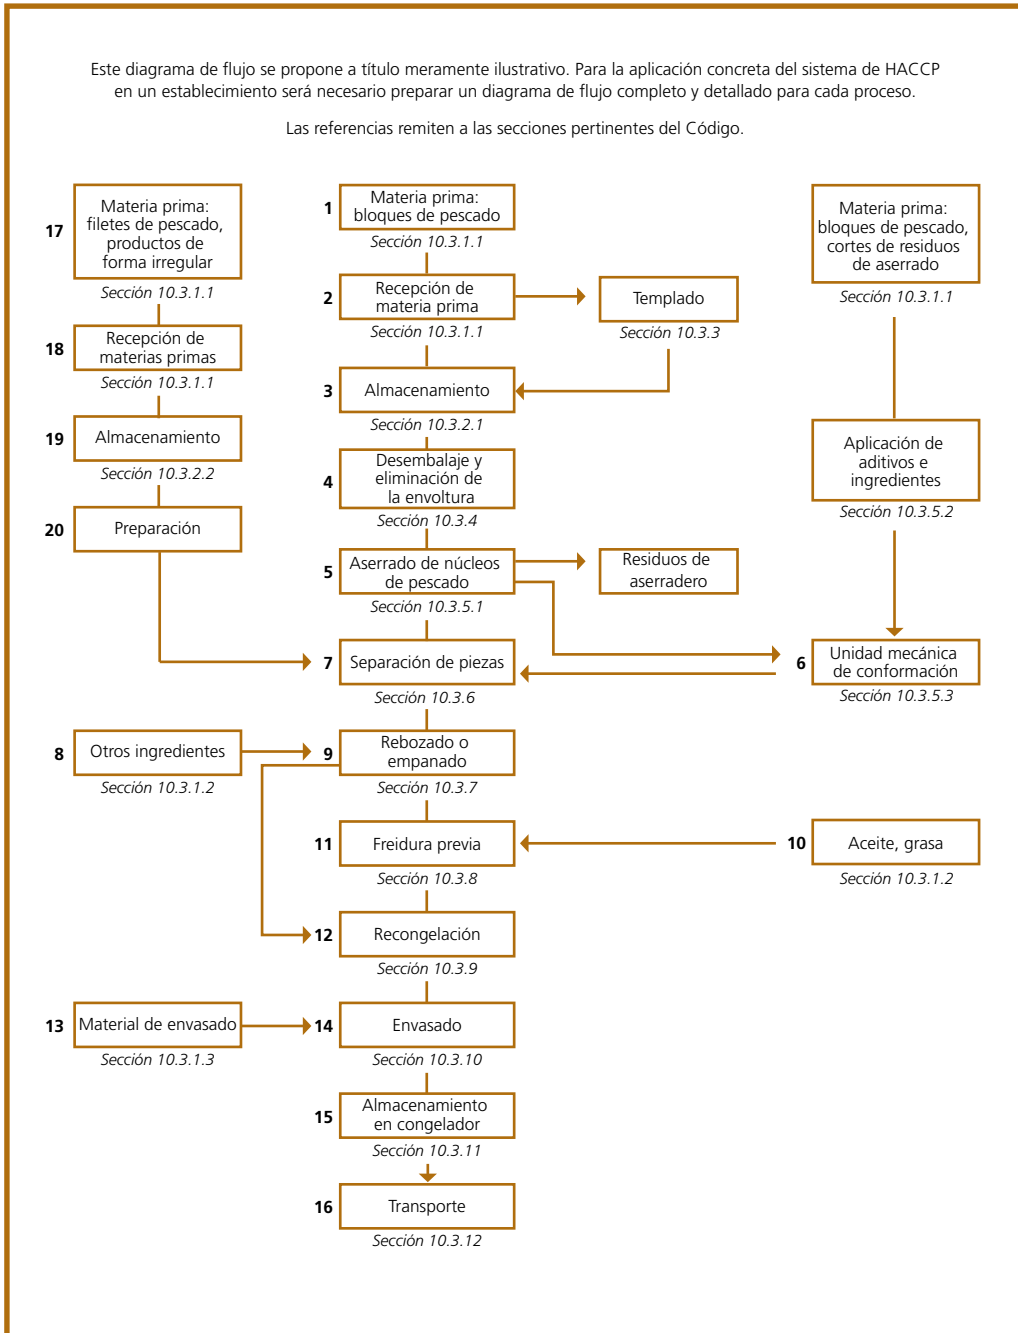 Este diagrama de flujo se propone a título meramente ilustrativo. Para la aplicación concreta del sistema de HACCP
en un establecimiento será necesario preparar un diagrama de flujo completo y detallado para cada proceso.
Las referencias remiten a las secciones pertinentes del Código.
17
Materia prima:
filetes de pescado,
productos de
forma irregular
Sección 10.3.1.1
18
Recepción de
materias primas
Sección 10.3.1.1
19
Almacenamiento
Sección 10.3.2.2
20
Preparación
1
Materia prima:
bloques de pescado
Sección 10.3.1.1
2
Recepción de
materia prima
Sección 10.3.1.1
Templado
Sección 10.3.3
3
Almacenamiento
Sección 10.3.2.1
4
Desembalaje y
eliminación de
la envoltura
Sección 10.3.4
5
Aserrado de núcleos
de pescado
Sección 10.3.5.1
Residuos de
aserradero
Materia prima:
bloques de pescado,
cortes de residuos
de aserrado
Sección 10.3.1.1
Aplicación de
aditivos e
ingredientes
Sección 10.3.5.2
6
Unidad mecánica
de conformación
Sección 10.3.5.3
7
Separación de piezas
Sección 10.3.6
8
Otros ingredientes
Sección 10.3.1.2
9
Rebozado o
empanado
Sección 10.3.7
10
Aceite, grasa
Sección 10.3.1.2
11
Freidura previa
Sección 10.3.8
12
Recongelación
Sección 10.3.9
13
Material de envasado
Sección 10.3.1.3
14
Envasado
Sección 10.3.10
15
Almacenamiento
en congelador
Sección 10.3.11
16
Transporte
Sección 10.3.12